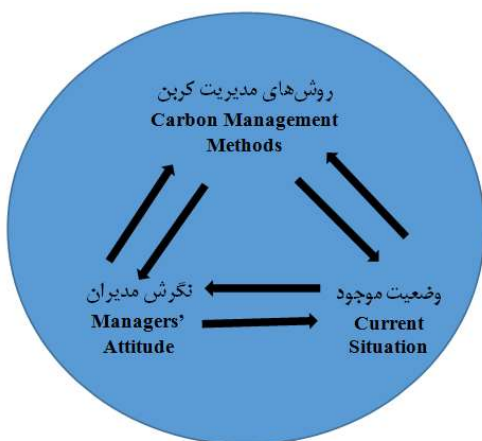 روش‌های مدیریت کربن
Carbon Management
Methods
نگرش مدیران
Managers’
Attitude
وضعیت موجود
Current
Situation